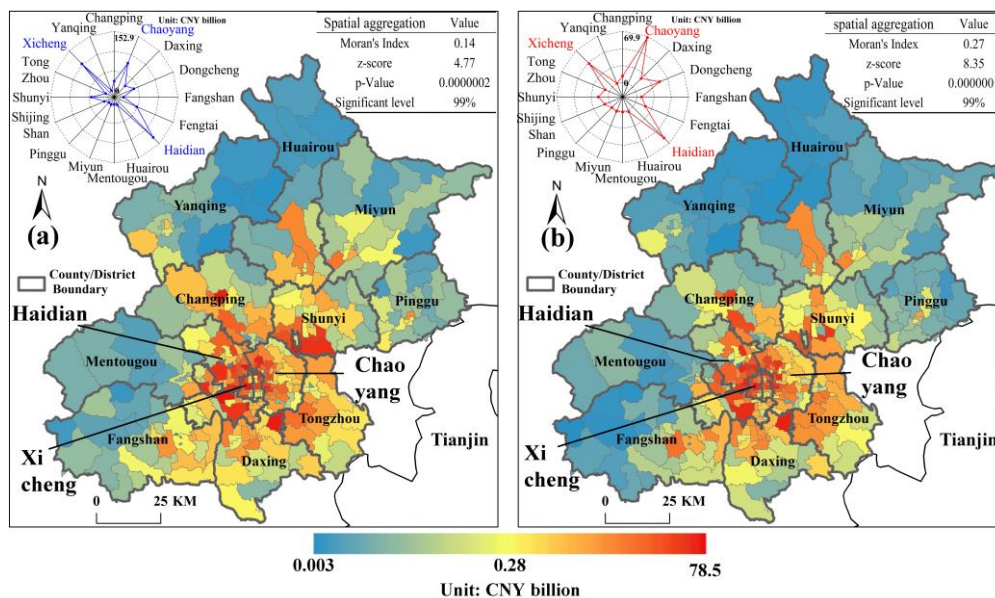 Unit: CNY billion
Changping
Yanqing
Chaoyang
Xicheng
152.9
Daxing
Tong
Zhou
Dongcheng
Shunyi
Fangshan
Shijing
Shan
Fengtai
Pinggu
Haidian
Miyun
Huairou
Mentougou
Spatial aggregation Value
Moran's Index 0.14
z-score 4.77
p-Value 0.0000002
Significant level 99%
N
(a)
County/District
Boundary
Huairou
Yanqing
Miyun
Changping
Pinggu
Shunyi
Haidian
Mentougou
Chao
yang
Tongzhou
Fangshan
Xi
cheng
Daxing
Tianjin
0 25 KM
Unit: CNY billion
Changping
Yanqing
Chaoyang
Xicheng
69.9
Daxing
Tong
Zhou
Dongcheng
0
Shunyi
Fangshan
Shijing
Shan
Fengtai
Pinggu
Haidian
Miyun
Huairou
Mentougou
spatial aggregation Value
Moran's Index 0.27
z-score 8.35
p-Value 0.000000
Significant level 99%
N
(b)
County/District
Boundary
Huairou
Yanqing
Miyun
Changping
Pinggu
Shunyi
Haidian
Mentougou
Chao
yang
Tongzhou
Fangshan
Xi
cheng
Daxing
Tianjin
0 25 KM
0.003 0.28 78.5
Unit: CNY billion